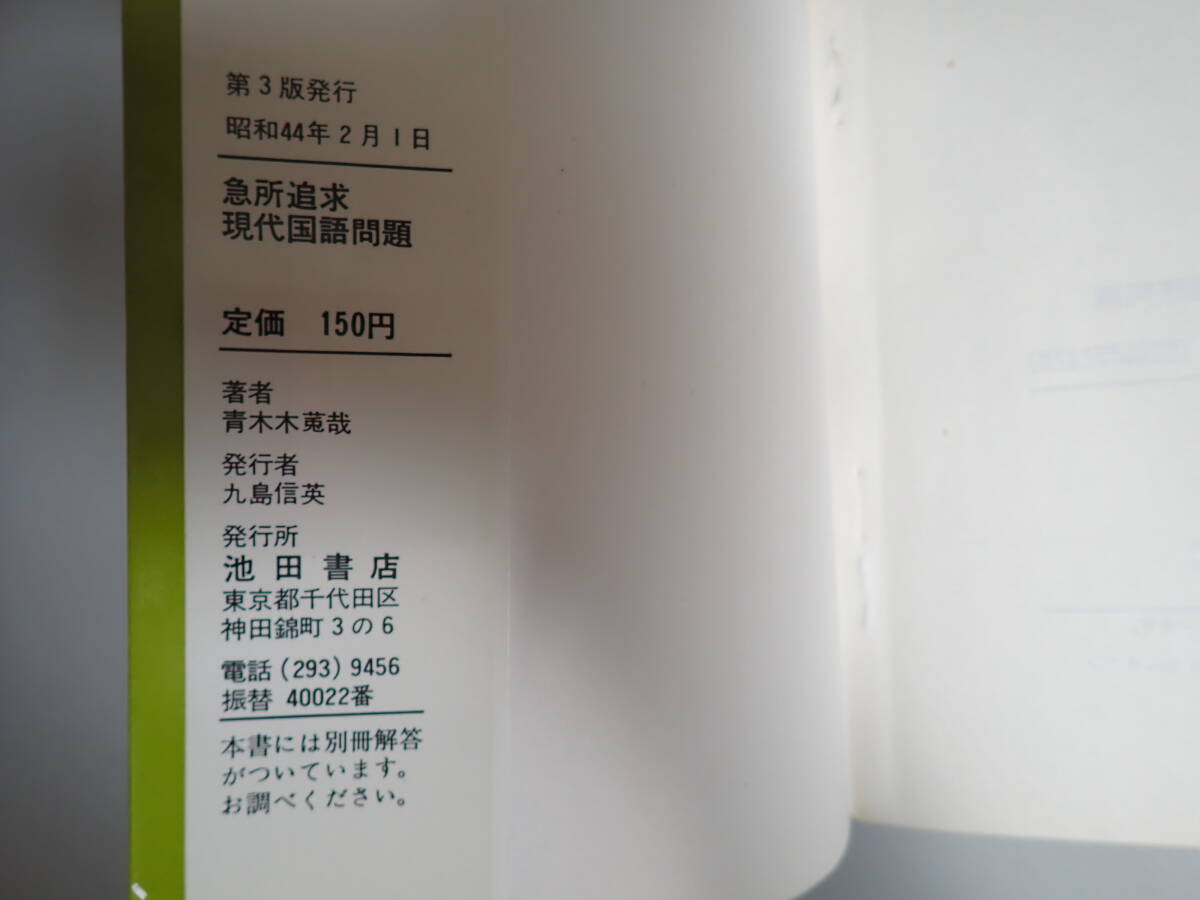 第3版発行
昭和44年2月1日
急所追求
現代国語問題
定価 150円
著者
青木木菟哉
発行者
九島信英
発行所
池田書店
東京都千代田区
神田錦町3の6
電話(293)9456
振替 40022番
本書には別冊解答
がついています。
お調べください。